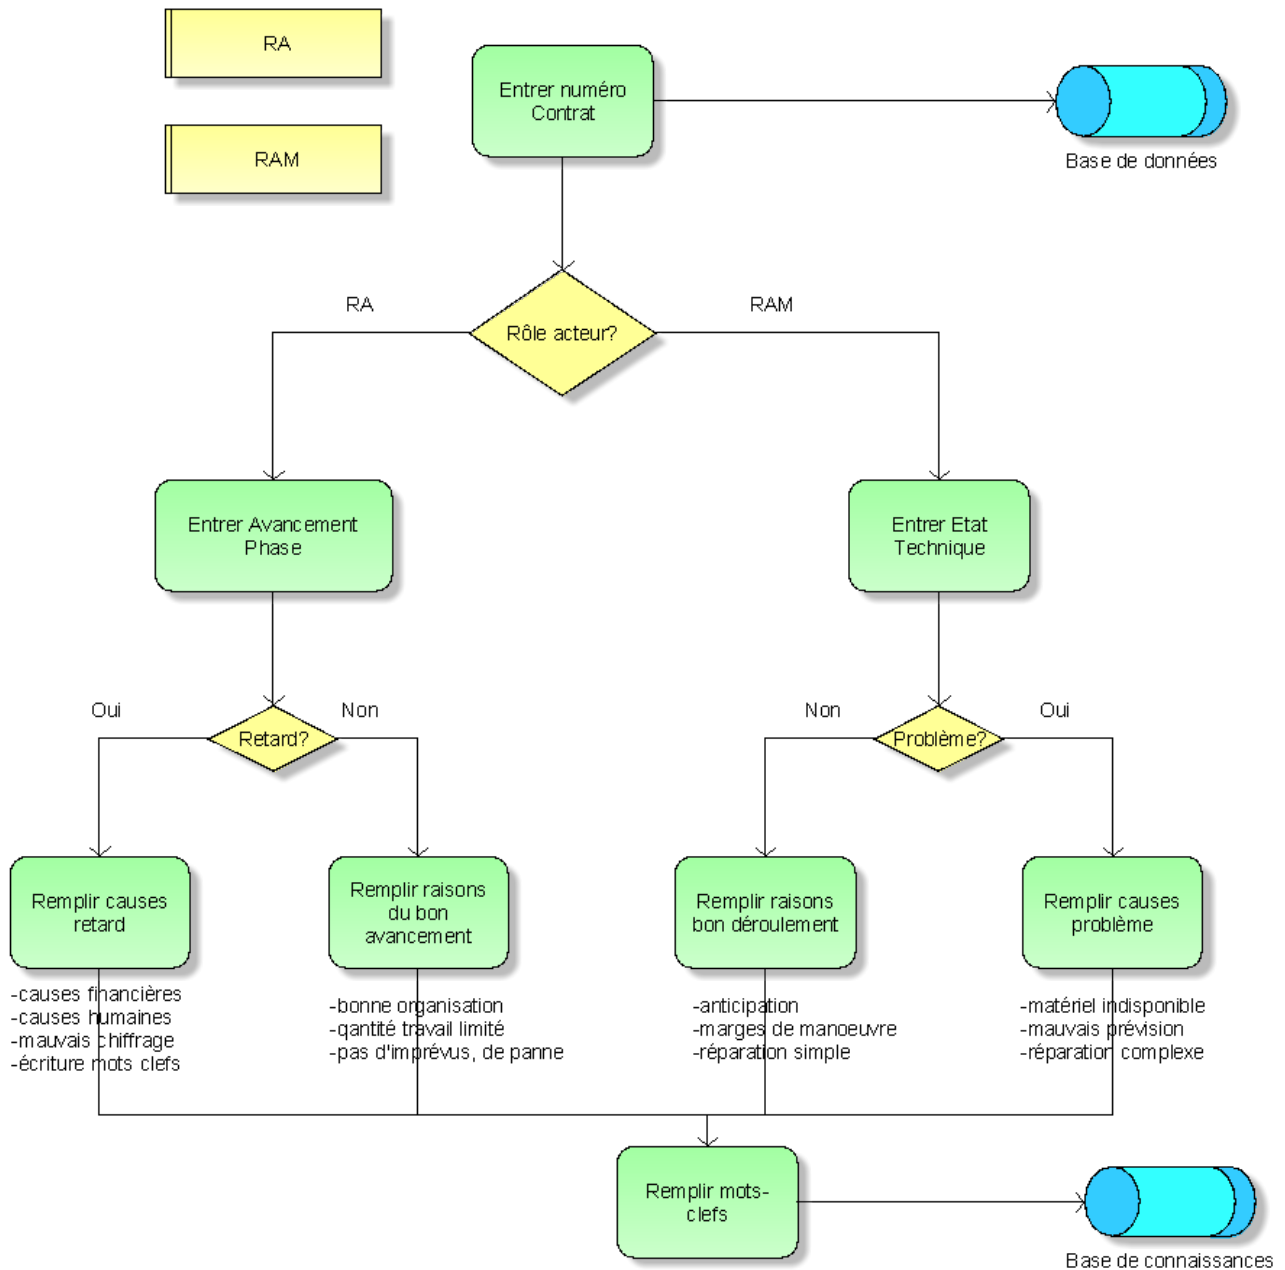 RA
Entrer numéro
Contrat
RAM
Base de données
RA
RAM
Rôle acteur?
Entrer Avancement
Phase
Entrer Etat
Technique
Oui
Non
Non
Oui
Retard?
Problème?
Remplir causes
retard
Remplir raisons
du bon
avancement
Remplir raisons
bon déroulement
Remplir causes
problème
-causes financières
-causes humaines
-mauvais chiffrage
-écriture mots clefs
-bonne organisation
-qantité travail limité
-pas d'imprévus, de panne
-anticipation
-marges de manoeuvre
-réparation simple
-matériel indisponible
-mauvais prévision
-réparation complexe
Remplir mots-
clefs
Base de connaissances